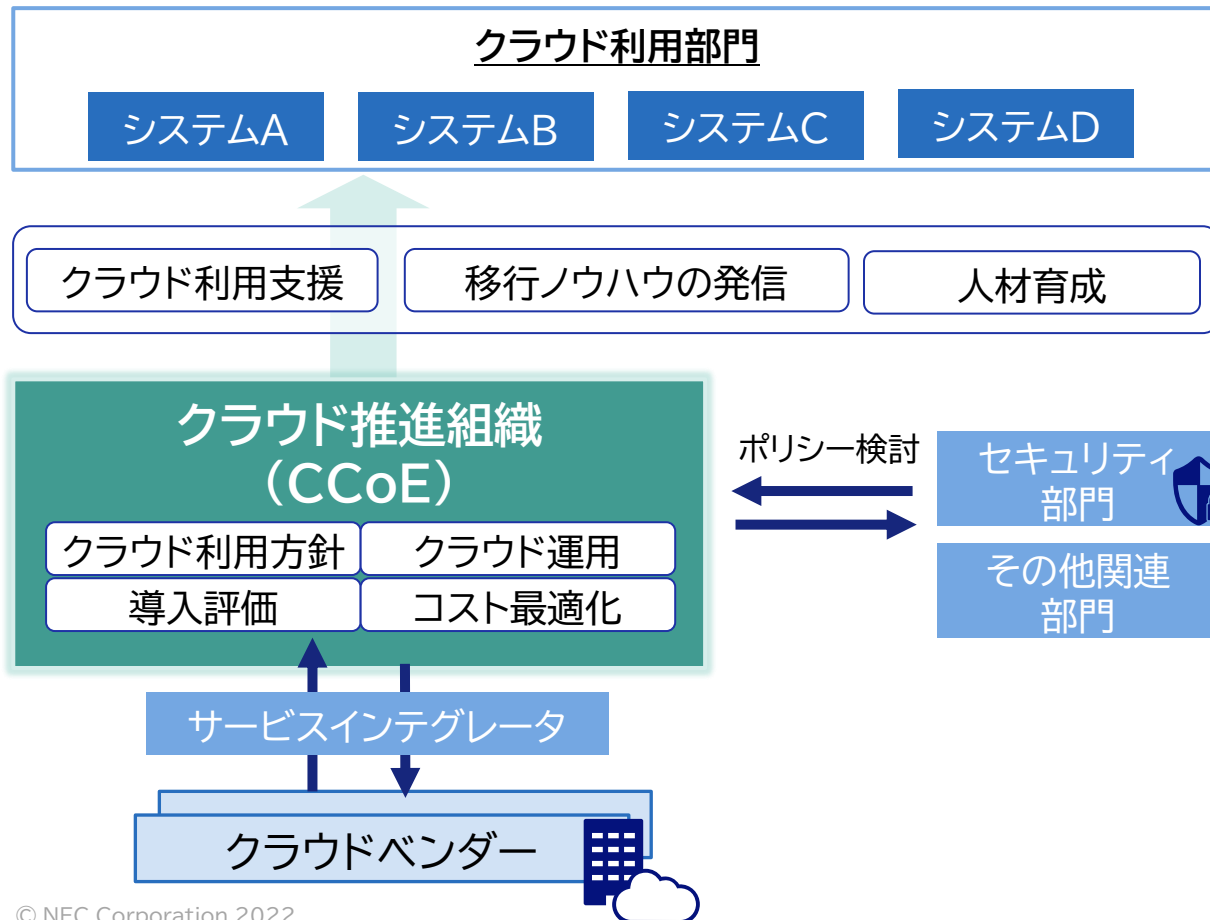 クラウド利用部門
システムA
システムB
システムC
システムD
クラウド利用支援
移行ノウハウの発信
人材育成
クラウド推進組織
（CCoE）
クラウド利用方針
クラウド運用
導入評価
コスト最適化
ポリシー検討
セキュリティ
部門
その他関連
部門
サービスインテグレータ
クラウドベンダー
© NEC Corporation 2022